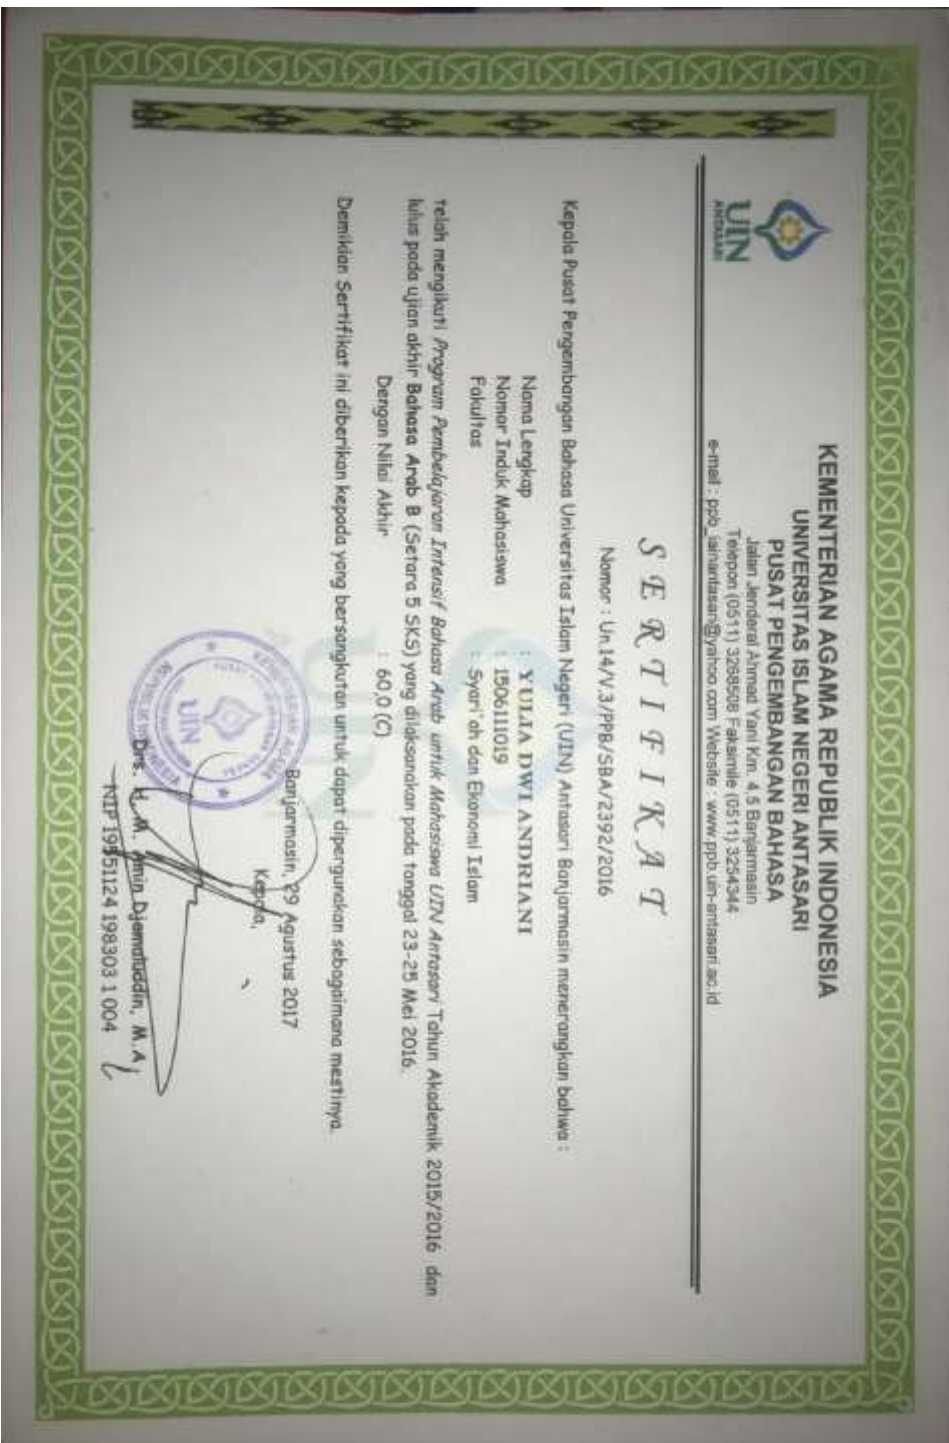 UIN
ANTASARI
KEMENTERIAN AGAMA REPUBLIK INDONESIA
UNIVERSITAS ISLAM NEGERI ANTASARI
PUSAT PENGEMBANGAN BAHASA
Jalan Jenderal Ahmad Yani Km. 4,5 Banjarmasin
Telepon (0511) 3268508 Faksimile (0511) 3254344
e-mail : ppb_iainantasari@yahoo.com Website : www.ppb.uin-antasari.ac.id
SERTIFIKAT
Nomor : Un.14/V.3/PPB/SBA/2392/2016
Kepala Pusat Pengembangan Bahasa Universitas Islam Negeri (UIN) Antasari Banjarmasin menerangkan bahwa :
Nama Lengkap : YULIA DWI ANDRIANI
Nomor Induk Mahasiswa : 1506111019
Fakultas : Syari'ah dan Ekonomi Islam
telah mengikuti Program Pembelajaran Intensif Bahasa Arab untuk Mahasiswa UIN Antasari Tahun Akademik 2015/2016 dan
lulus pada ujian akhir Bahasa Arab B (Setara 5 SKS) yang dilaksanakan pada tanggal 23-25 Mei 2016.
Dengan Nilai Akhir : 60,0 (C)
Demikian Sertifikat ini diberikan kepada yang bersangkutan untuk dapat dipergunakan sebagaimana mestinya.
Banjarmasin, 29 Agustus 2017
Kepala,
UIN
Drs. H. M. Amin Djamaluddin, M.A
NIP 19551124 198303 1 004